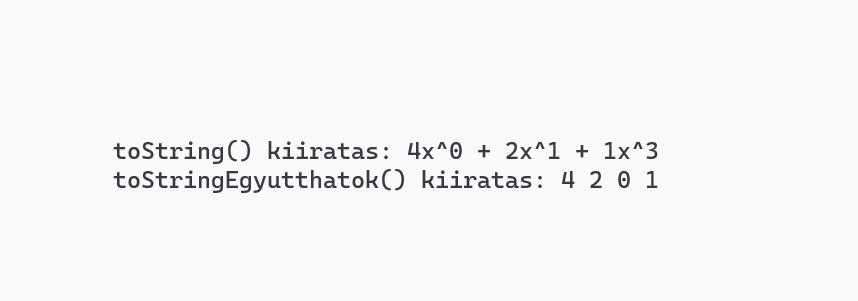 toString() kiiratas: 4x^0 + 2x^1 + 1x^3
toStringEgyutthatok() kiiratas: 4 2 0 1